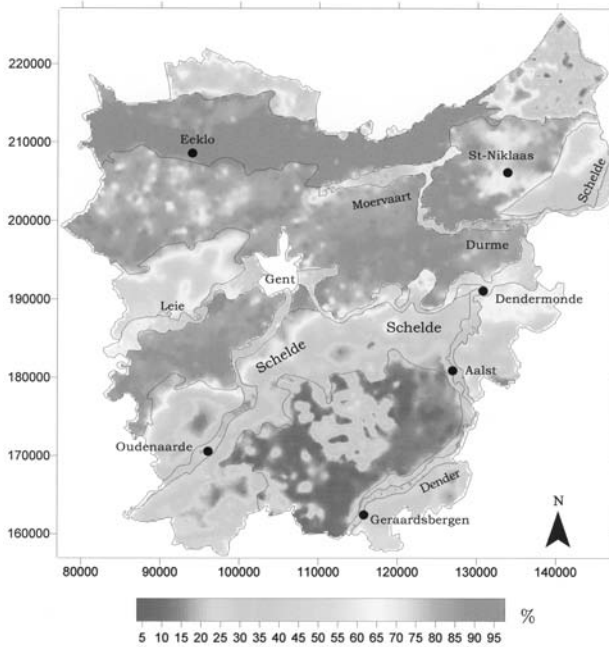 220000
210000
200000
190000
180000
170000
160000
Eeklo
St-Niklaas
Schelde
Moervaart
Durme
Gent
Leie
Dendermonde
Schelde
Schelde
Aalst
Oudenaarde
Dender
Geraardsbergen
N
80000 90000 100000 110000 120000 130000 140000
%
5 10 15 20 25 30 35 45 50 55 60 65 70 75 80 85 90 95